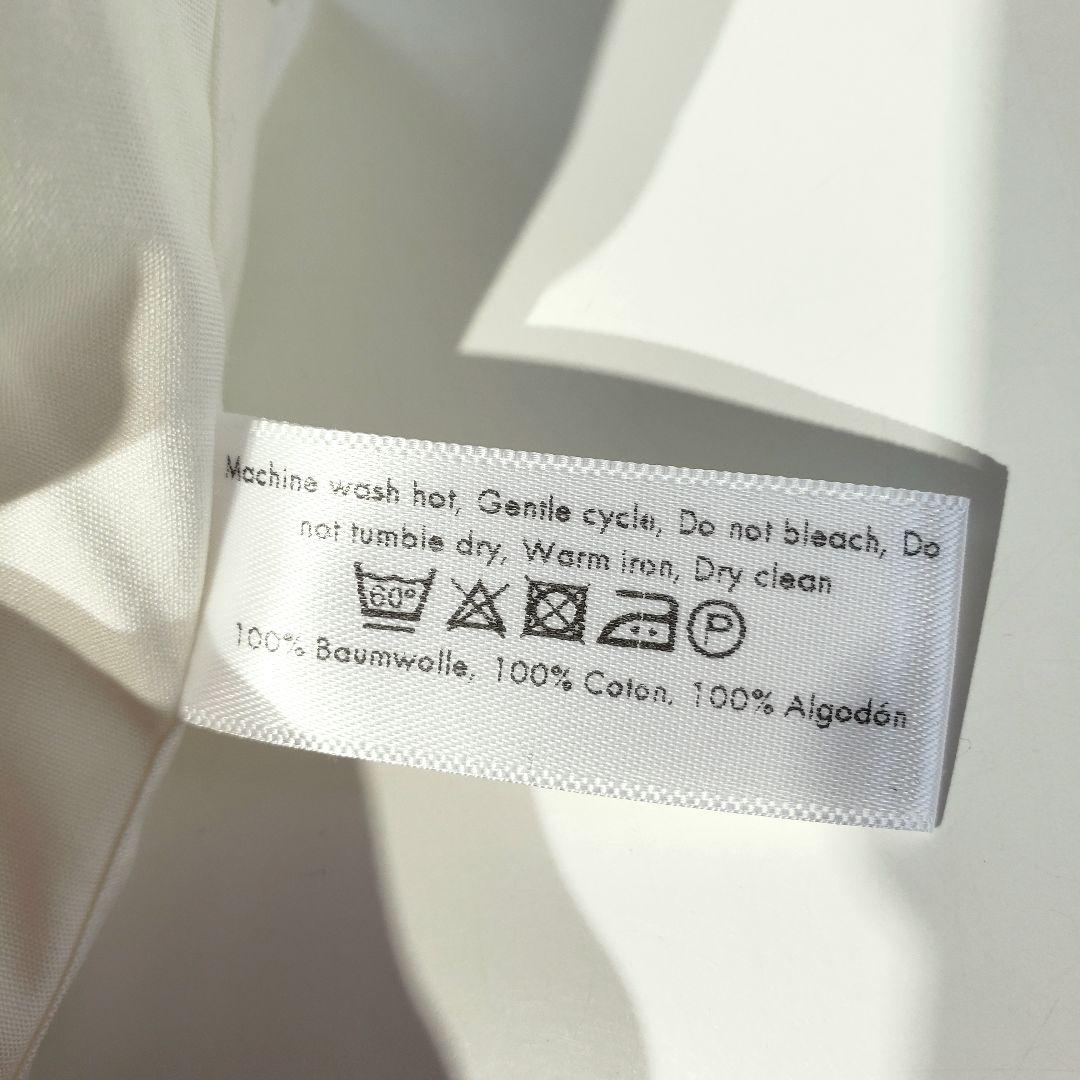 Machine wash hot, Gentle cycle, Do not bleach, Do
not tumble dry, Warm iron, Dry clean
60° P
100% Baumwolle, 100% Coton, 100% Algodón